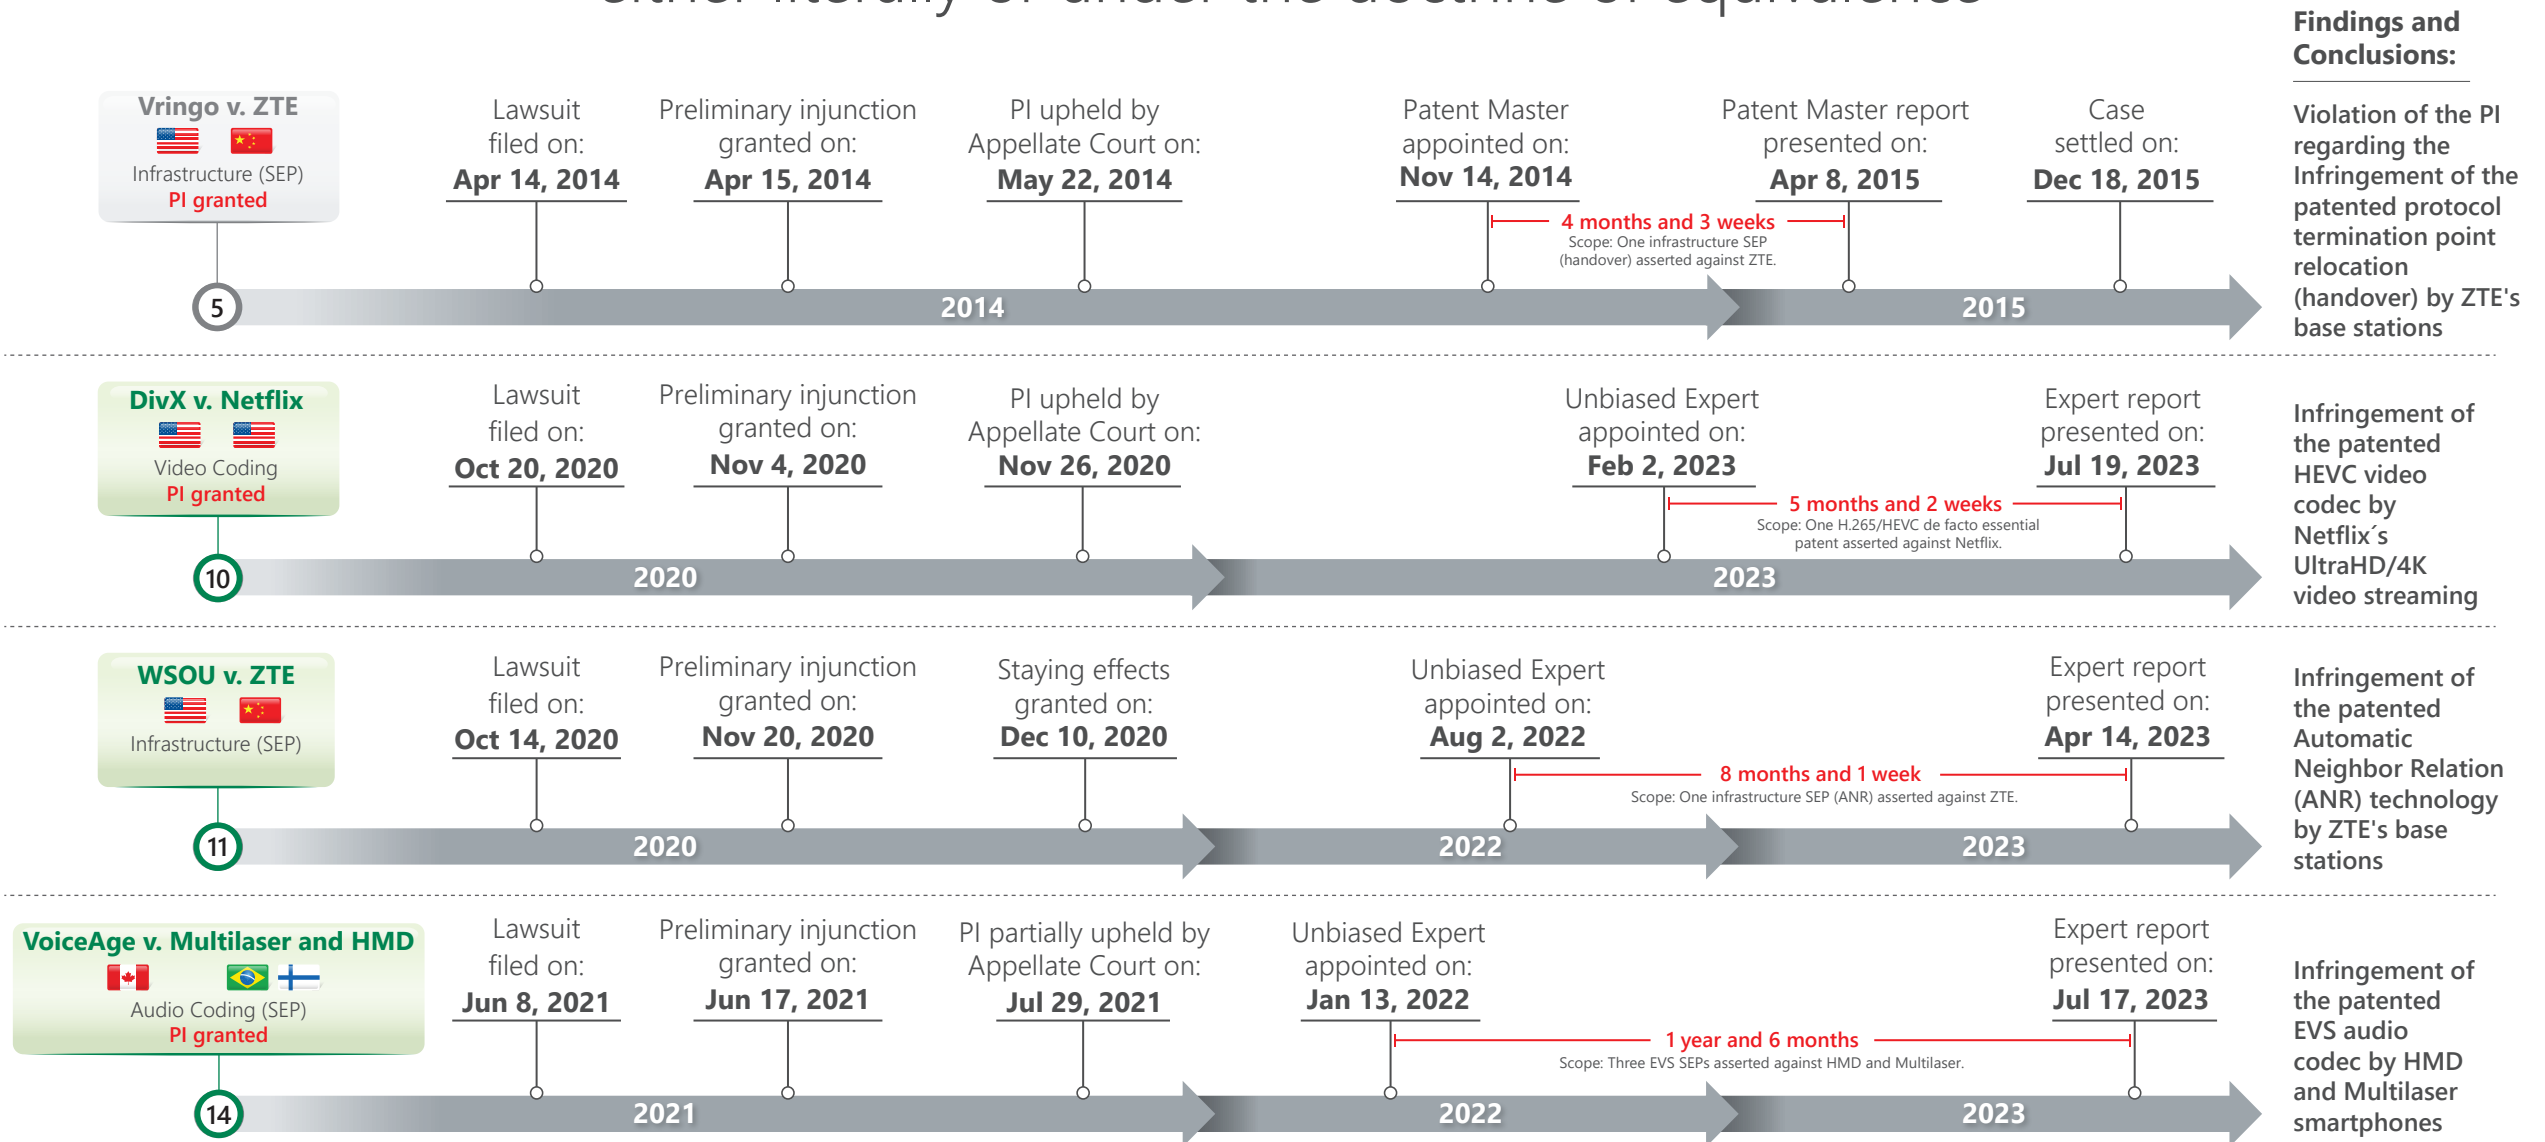 either literally or under the doctrine of equivalence
Findings and
Conclusions:
Vringo v. ZTE
Infrastructure (SEP)
PI granted
Lawsuit
filed on:
Apr 14, 2014
Preliminary injunction
granted on:
Apr 15, 2014
PI upheld by
Appellate Court on:
May 22, 2014
Patent Master
appointed on:
Nov 14, 2014
Patent Master report
presented on:
Apr 8, 2015
Case
settled on:
Dec 18, 2015
4 months and 3 weeks
Scope: One infrastructure SEP
(handover) asserted against ZTE.
5
2014
2015
Violation of the PI
regarding the
Infringement of the
patented protocol
termination point
relocation
(handover) by ZTE's
base stations
DivX v. Netflix
Video Coding
PI granted
Lawsuit
filed on:
Oct 20, 2020
Preliminary injunction
granted on:
Nov 4, 2020
PI upheld by
Appellate Court on:
Nov 26, 2020
Unbiased Expert
appointed on:
Feb 2, 2023
Expert report
presented on:
Jul 19, 2023
5 months and 2 weeks
Scope: One H.265/HEVC de facto essential
patent asserted against Netflix.
10
2020
2023
Infringement of
the patented
HEVC video
codec by
Netflix´s
UltraHD/4K
video streaming
WSOU v. ZTE
Infrastructure (SEP)
Lawsuit
filed on:
Oct 14, 2020
Preliminary injunction
granted on:
Nov 20, 2020
Staying effects
granted on:
Dec 10, 2020
Unbiased Expert
appointed on:
Aug 2, 2022
Expert report
presented on:
Apr 14, 2023
8 months and 1 week
Scope: One infrastructure SEP (ANR) asserted against ZTE.
11
2020
2022
2023
Infringement of
the patented
Automatic
Neighbor Relation
(ANR) technology
by ZTE's base
stations
VoiceAge v. Multilaser and HMD
Audio Coding (SEP)
PI granted
Lawsuit
filed on:
Jun 8, 2021
Preliminary injunction
granted on:
Jun 17, 2021
PI partially upheld by
Appellate Court on:
Jul 29, 2021
Unbiased Expert
appointed on:
Jan 13, 2022
Expert report
presented on:
Jul 17, 2023
1 year and 6 months
Scope: Three EVS SEPs asserted against HMD and Multilaser.
14
2021
2022
2023
Infringement of
the patented
EVS audio
codec by HMD
and Multilaser
smartphones